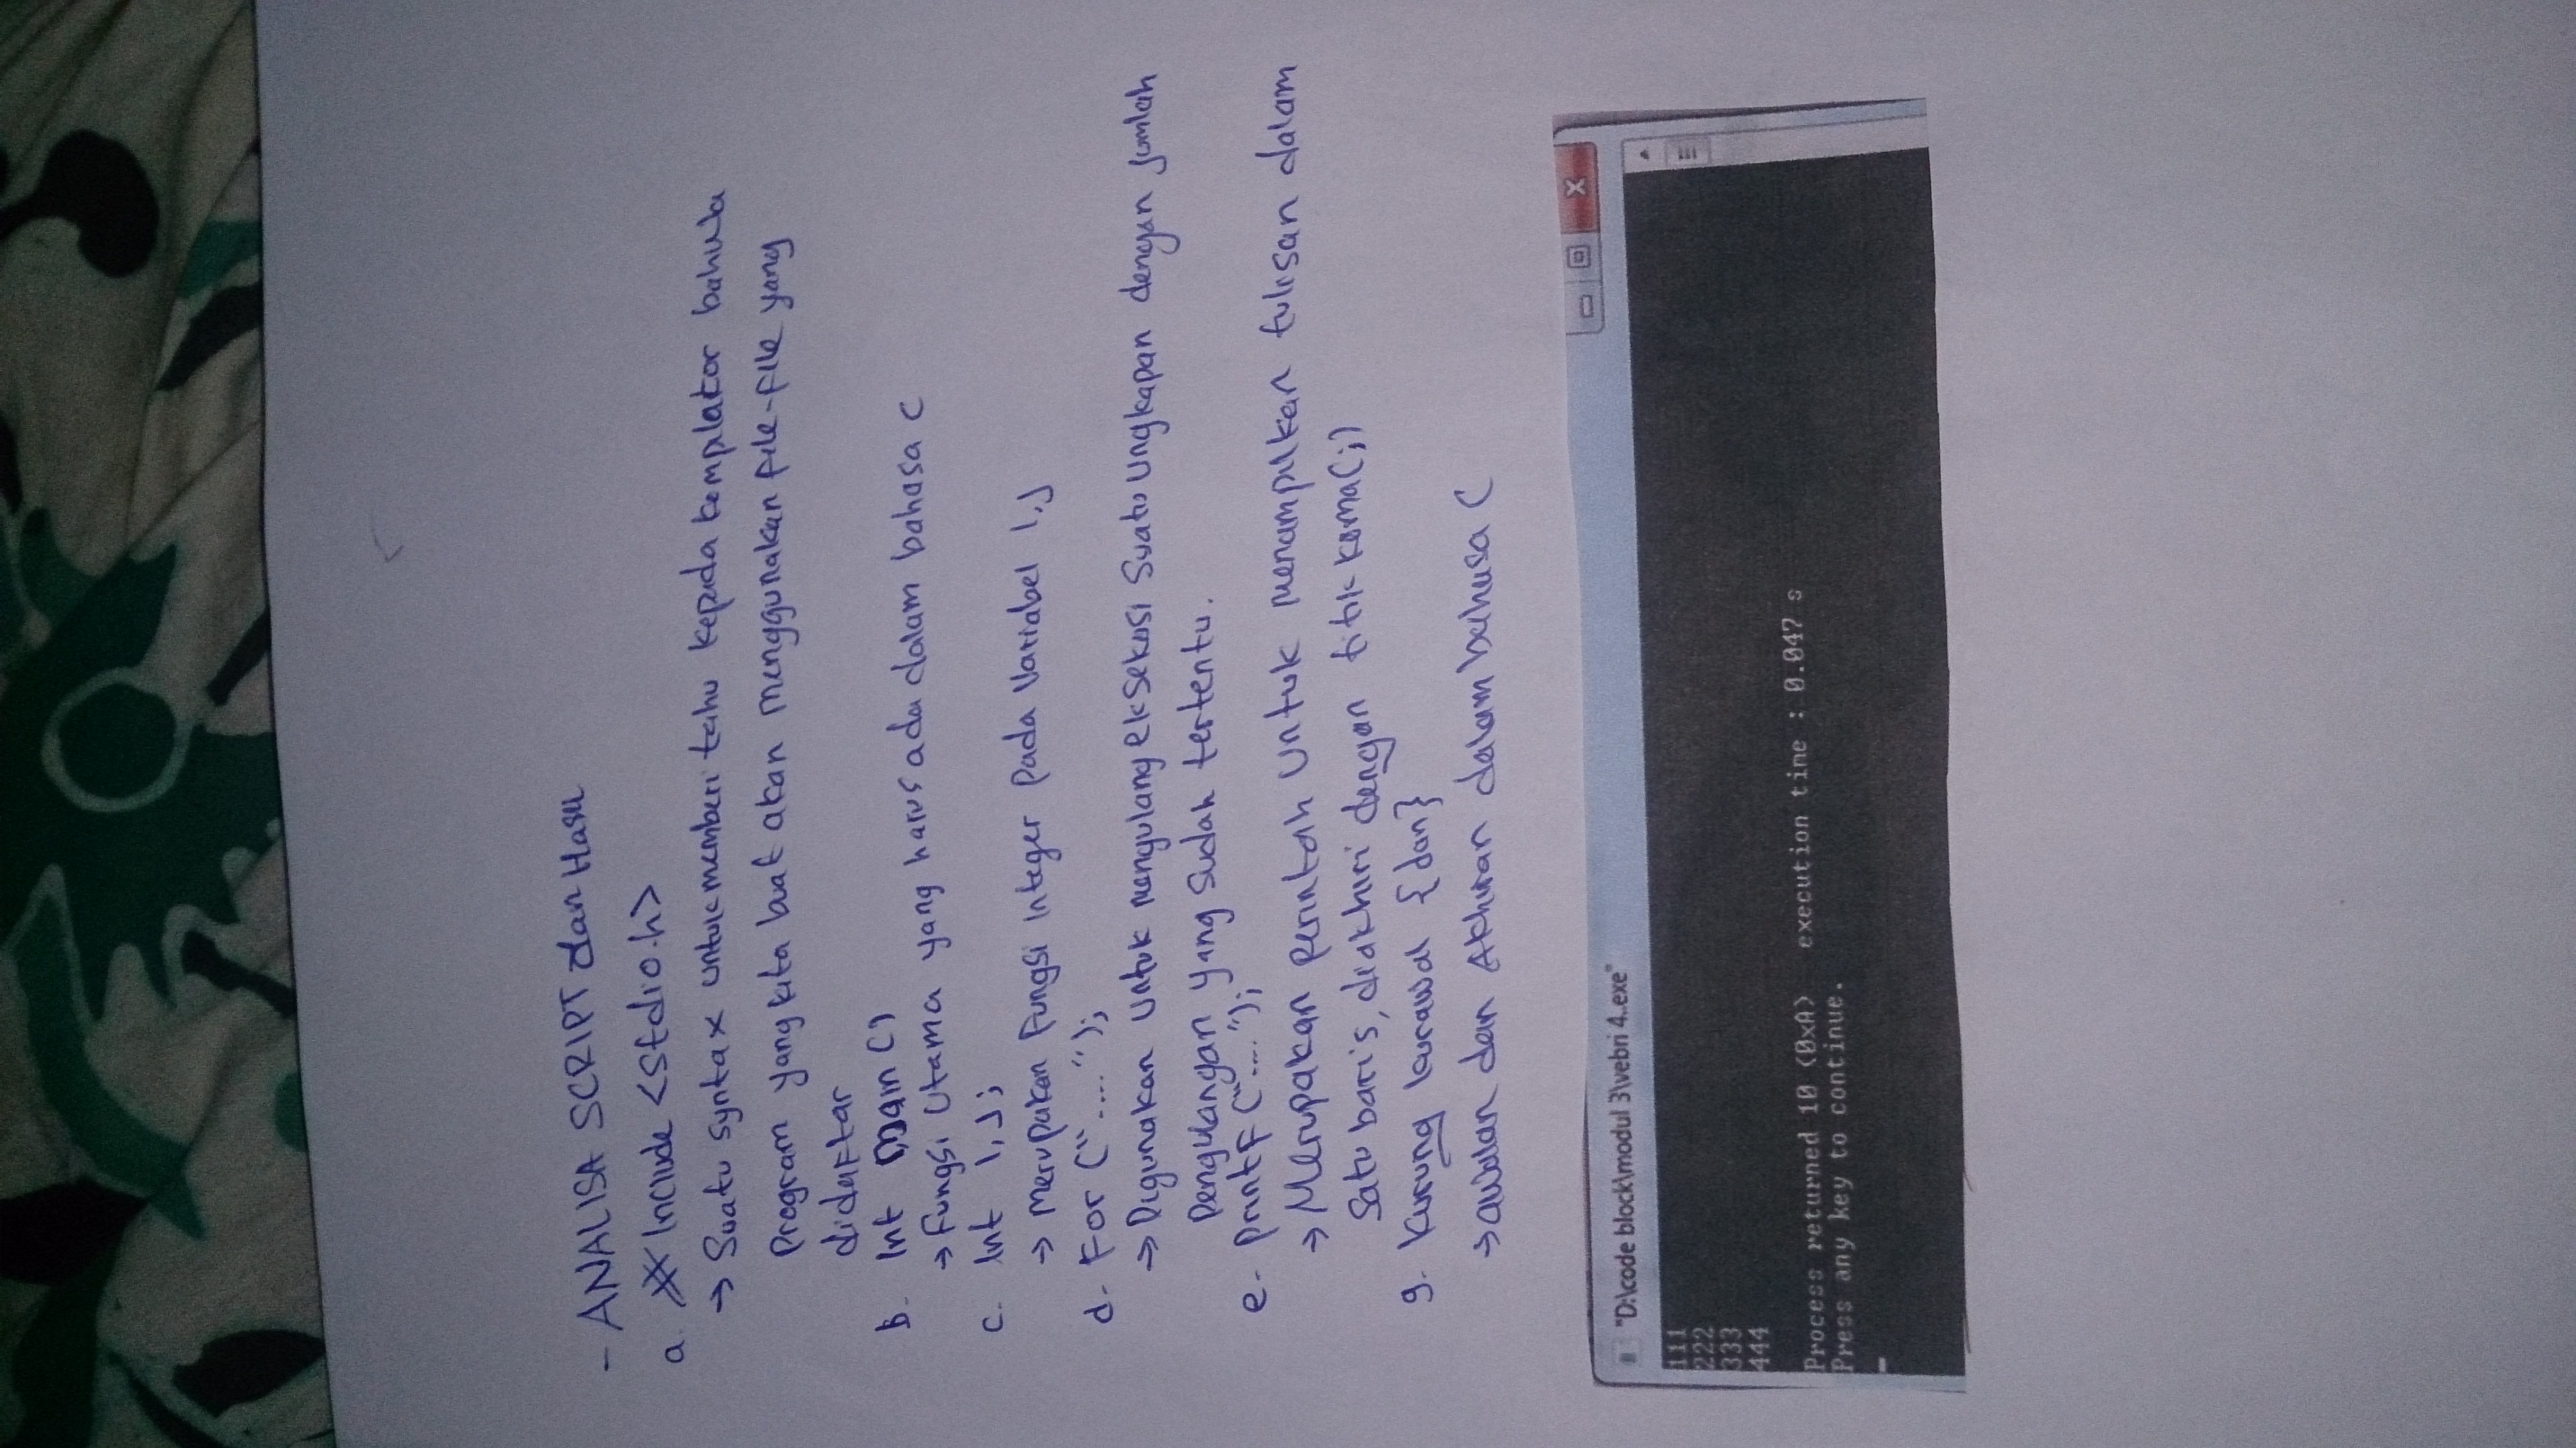 - ANALISA SCRIPT dan Hasil
a. # Include <stdio.h>
→ Suatu syntax untuk memberi tahu kepada kompilator bahwa
Program yang kita buat akan menggunakan file-file yang
didaftar
b. Int main ()
→ Fungsi Utama yang harus ada dalam bahasa C
c. Int I, J;
→ Merupakan Fungsi Integer pada Variabel I, J
d. For ("....");
→ Digunakan untuk mengulang eksekusi Suatu Ungkapan dengan jumlah
Pengulangan yang sudah tertentu.
e. printf ("....");
→ Merupakan perintah Untuk menampilkan tulisan dalam
satu baris, diakhiri dengan titik koma (;)
g. Kurung kurawal {dan}
→ awalan dan Akhiran dalam bahasa C
"D:\code block\modul 3\vebri 4..exe"
111
222
333
444
Process returned 10 (0xA) execution time : 0.047 s
Press any key to continue.